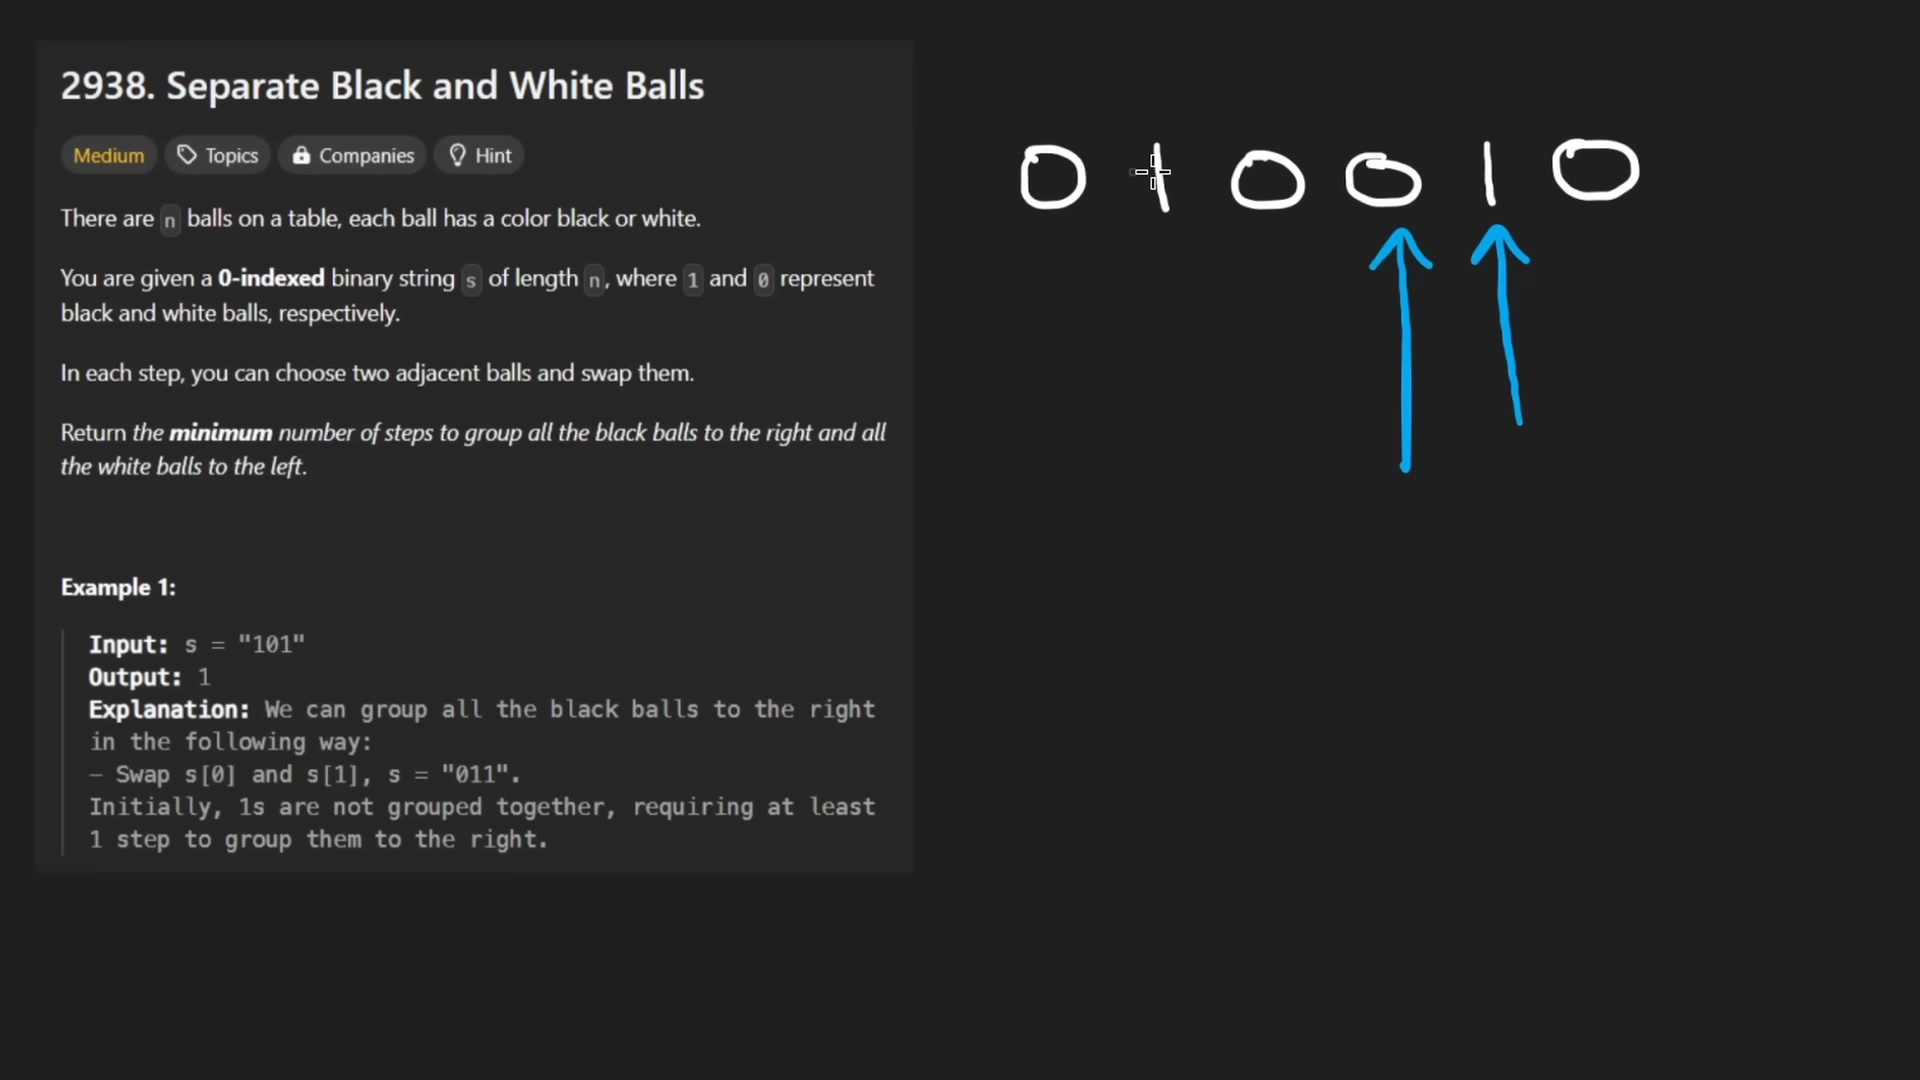 2938. Separate Black and White Balls
Medium Topics Companies Hint
There are n balls on a table, each ball has a color black or white.
You are given a 0-indexed binary string s of length n, where 1 and 0 represent
black and white balls, respectively.
In each step, you can choose two adjacent balls and swap them.
Return the minimum number of steps to group all the black balls to the right and all
the white balls to the left.
Example 1:
Input: s = "101"
Output: 1
Explanation: We can group all the black balls to the right
in the following way:
- Swap s[0] and s[1], s = "011".
Initially, 1s are not grouped together, requiring at least
1 step to group them to the right.
0 1 0 0 1 0